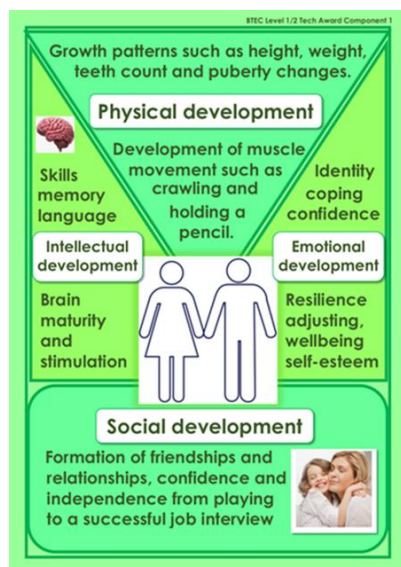 BTEC Level 1/2 Tech Award Component 1
Growth patterns such as height, weight,
teeth count and puberty changes.
Physical development
Development of muscle
movement such as
crawling and
holding a
pencil.
Skills
memory
language
Intellectual
development
Brain
maturity
and
stimulation
Identity
coping
confidence
Emotional
development
Resilience
adjusting,
wellbeing
self-esteem
Social development
Formation of friendships and
relationships, confidence and
independence from playing
to a successful job interview